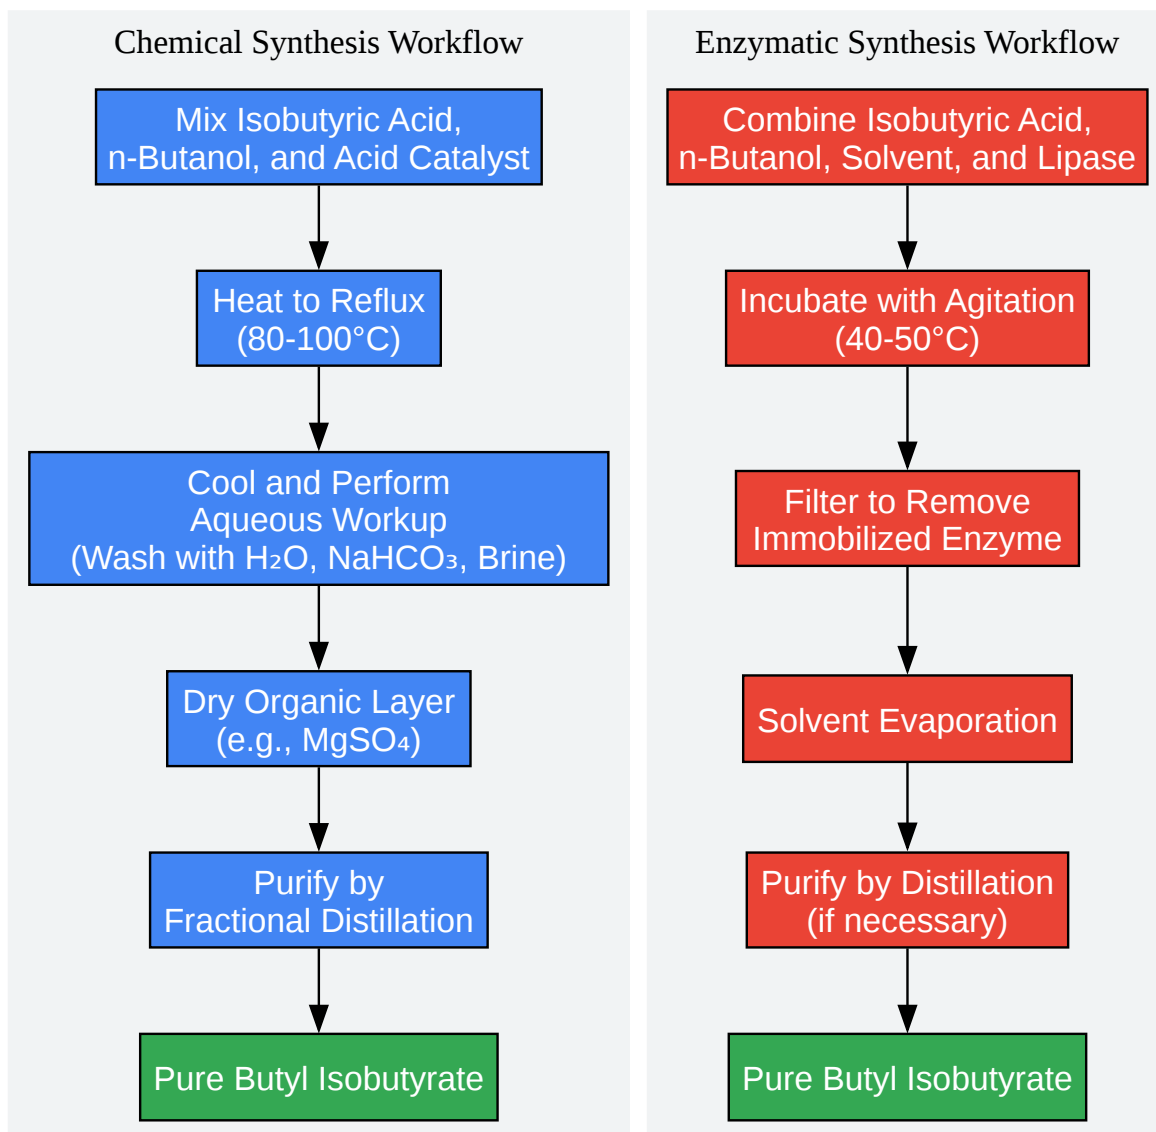 Chemical Synthesis Workflow
Mix Isobutyric Acid,
n-Butanol, and Acid Catalyst
Heat to Reflux
(80-100°C)
Cool and Perform
Aqueous Workup
(Wash with H₂O, NaHCO₃, Brine)
Dry Organic Layer
(e.g., MgSO₄)
Purify by
Fractional Distillation
Pure Butyl Isobutyrate
Enzymatic Synthesis Workflow
Combine Isobutyric Acid,
n-Butanol, Solvent, and Lipase
Incubate with Agitation
(40-50°C)
Filter to Remove
Immobilized Enzyme
Solvent Evaporation
Purify by Distillation
(if necessary)
Pure Butyl Isobutyrate